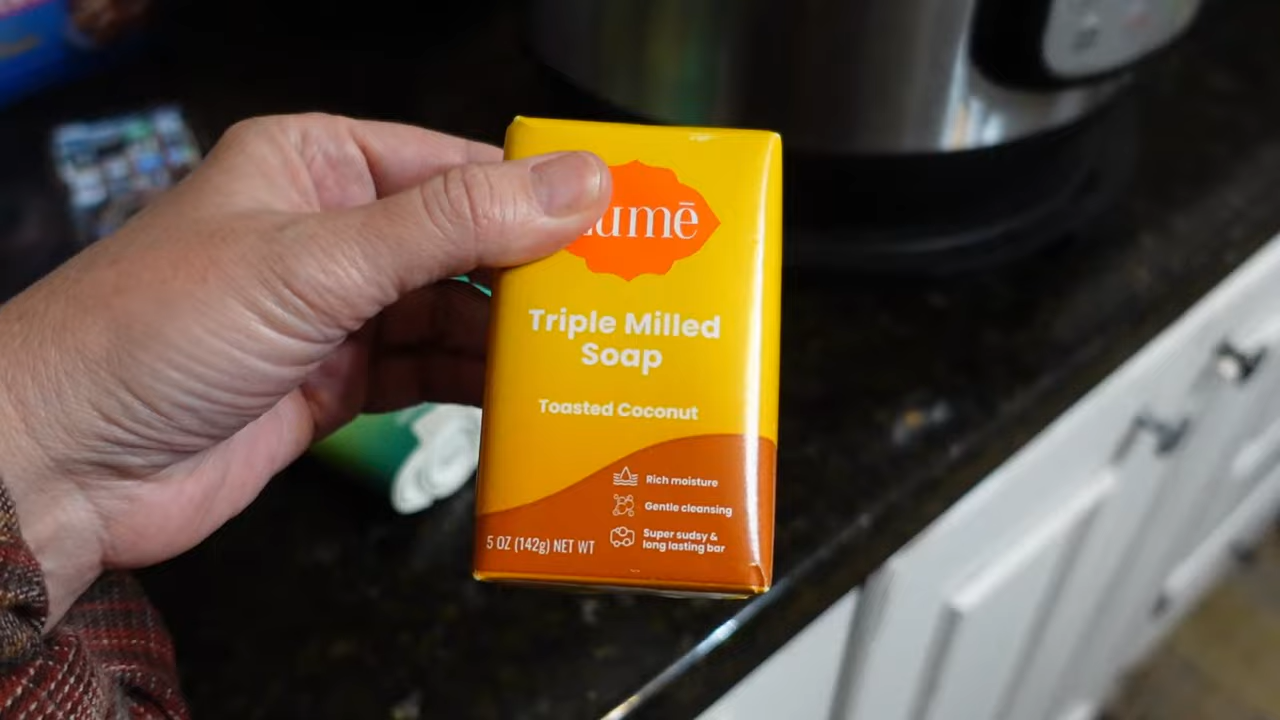 Lumē
Triple Milled
Soap
Toasted Coconut
Rich moisture
Gentle cleansing
Super sudsy &
long lasting bar
5 OZ (142g) NET WT